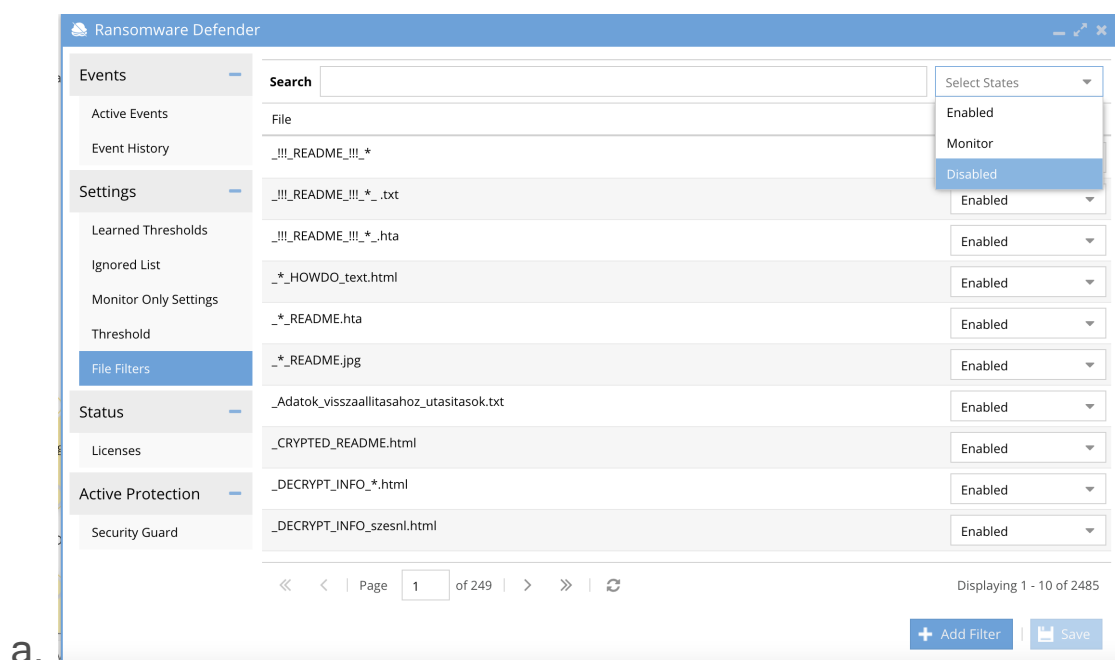 Ransomware Defender
Events
Active Events
Event History
Settings
Learned Thresholds
Ignored List
Monitor Only Settings
Threshold
File Filters
Status
Licenses
Active Protection
Security Guard
Search
Select States
Enabled
Monitor
Disabled
File
_!!!_README_!!!_*
_!!!_README_!!!_*_ .txt Enabled
_!!!_README_!!!_*_.hta Enabled
_*_HOWDO_text.html Enabled
_*_README.hta Enabled
_*_README.jpg Enabled
_Adatok_visszaallitasahoz_utasitasok.txt Enabled
_CRYPTED_README.html Enabled
_DECRYPT_INFO_*.html Enabled
_DECRYPT_INFO_szesnl.html Enabled
Page 1 of 249 Displaying 1 - 10 of 2485
Add Filter Save
a.